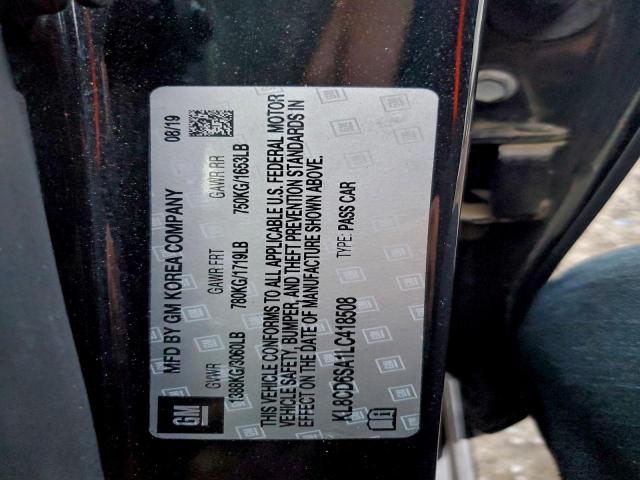 MFD BY GM KOREA COMPANY 08/19
GVWR GAWR FRT GAWR RR
1388KG/3060LB 780KG/1719LB 750KG/1653LB
THIS VEHICLE CONFORMS TO ALL APPLICABLE U.S. FEDERAL MOTOR
VEHICLE SAFETY, BUMPER, AND THEFT PREVENTION STANDARDS IN
EFFECT ON THE DATE OF MANUFACTURE SHOWN ABOVE.
KL8CD6SA1LC418508 TYPE: PASS CAR
GM